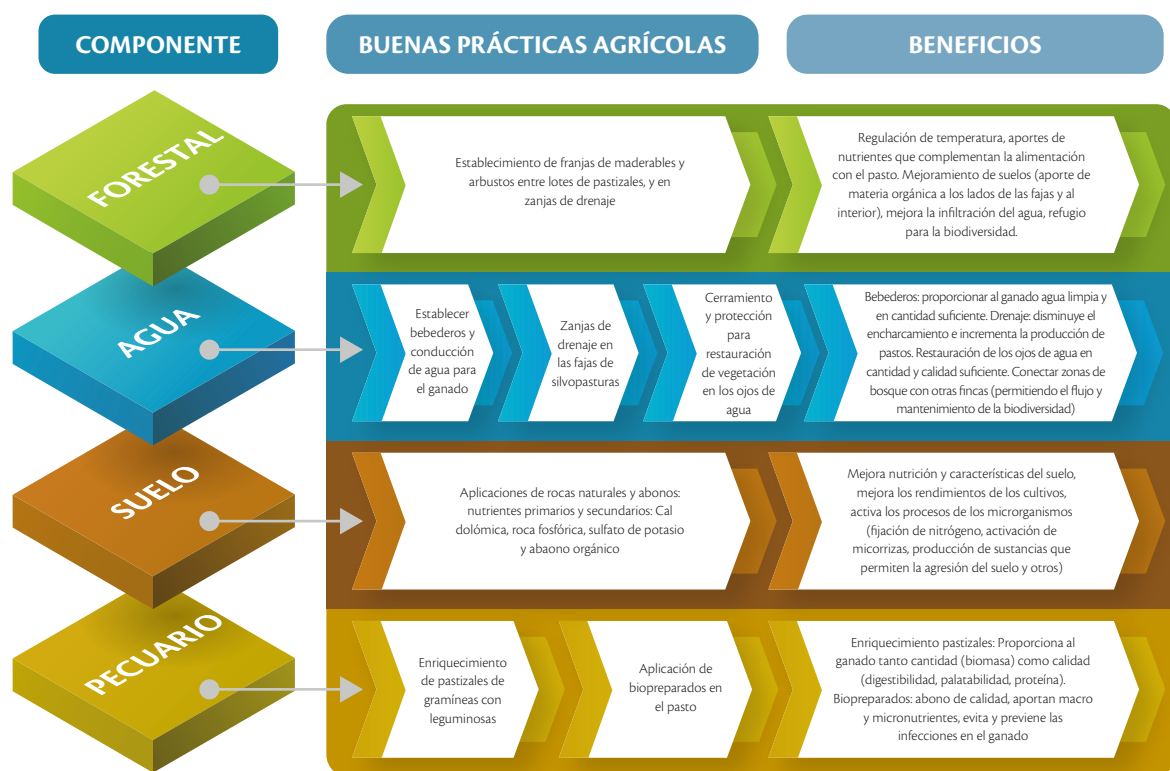 COMPONENTE
BUENAS PRÁCTICAS AGRÍCOLAS
BENEFICIOS
FORESTAL
Establecimiento de franjas de maderables y
arbustos entre lotes de pastizales, y en
zanjas de drenaje
Regulación de temperatura, aportes de
nutrientes que complementan la alimentación
con el pasto. Mejoramiento de suelos (aporte de
materia orgánica a los lados de las fajas y al
interior), mejora la infiltración del agua, refugio
para la biodiversidad.
AGUA
Establecer
bebederos y
conducción
de agua para
el ganado
Zanjas de
drenaje en
las fajas de
silvopasturas
Cerramiento
y protección
para
restauración
de vegetación
en los ojos de
agua
Bebederos: proporcionar al ganado agua limpia y
en cantidad suficiente. Drenaje: disminuye el
encharcamiento e incrementa la producción de
pastos. Restauración de los ojos de agua en
cantidad y calidad suficiente. Conectar zonas de
bosque con otras fincas (permitiendo el flujo y
mantenimiento de la biodiversidad)
SUELO
Aplicaciones de rocas naturales y abonos:
nutrientes primarios y secundarios: Cal
dolómica, roca fosfórica, sulfato de potasio
y abaono orgánico
Mejora nutrición y características del suelo,
mejora los rendimientos de los cultivos,
activa los procesos de los microrganismos
(fijación de nitrógeno, activación de
micorrizas, producción de sustancias que
permiten la agresión del suelo y otros)
PECUARIO
Enriquecimiento
de pastizales de
gramíneas con
leguminosas
Aplicación de
biopreparados en
el pasto
Enriquecimiento pastizales: Proporciona al
ganado tanto cantidad (biomasa) como calidad
(digestibilidad, palatabilidad, proteína).
Biopreparados: abono de calidad, aportan macro
y micronutrientes, evita y previene las
infecciones en el ganado